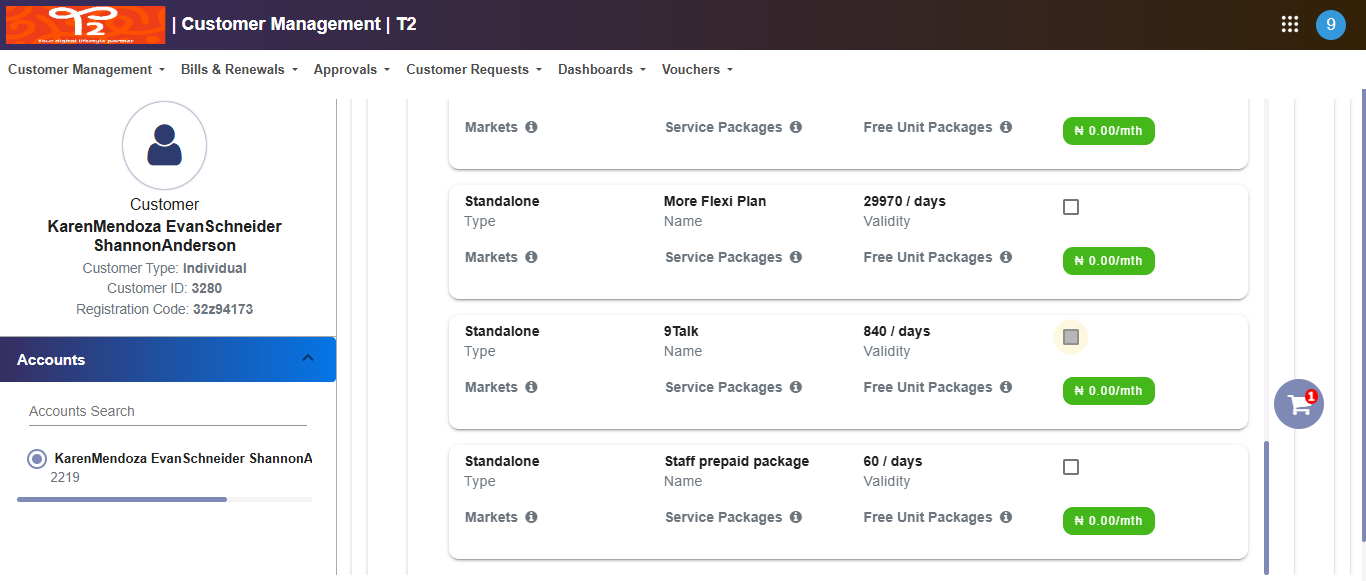 T2
Your digital lifestyle partner
| Customer Management | T2
9
Customer Management
Bills & Renewals
Approvals
Customer Requests
Dashboards
Vouchers
Customer
KarenMendoza EvanSchneider
ShannonAnderson
Customer Type: Individual
Customer ID: 3280
Registration Code: 32z94173
Accounts
Accounts Search
KarenMendoza EvanSchneider ShannonA
2219
Markets
Service Packages
Free Unit Packages
₦ 0.00/mth
Standalone
Type
More Flexi Plan
Name
29970 / days
Validity
Markets
Service Packages
Free Unit Packages
₦ 0.00/mth
Standalone
Type
9Talk
Name
840 / days
Validity
Markets
Service Packages
Free Unit Packages
₦ 0.00/mth
Standalone
Type
Staff prepaid package
Name
60 / days
Validity
Markets
Service Packages
Free Unit Packages
₦ 0.00/mth
1